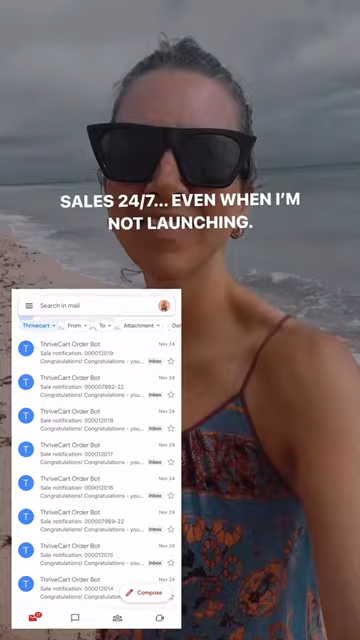 SALES 24/7... EVEN WHEN I'M
NOT LAUNCHING.
Search in mail
Thrivecart From To Attachment Dat
T ThriveCart Order Bot Nov 24
Sale notification: 000012019
Congratulations! Congratulations - you... Inbox
T ThriveCart Order Bot Nov 24
Sale notification: 000007992-22
Congratulations! Congratulations - you... Inbox
T ThriveCart Order Bot Nov 24
Sale notification: 000012018
Congratulations! Congratulations - you... Inbox
T ThriveCart Order Bot Nov 24
Sale notification: 000012017
Congratulations! Congratulations - you... Inbox
T ThriveCart Order Bot Nov 24
Sale notification: 000012016
Congratulations! Congratulations - you... Inbox
T ThriveCart Order Bot Nov 24
Sale notification: 000007989-22
Congratulations! Congratulations - you... Inbox
T ThriveCart Order Bot Nov 24
Sale notification: 000012015
Congratulations! Congratulations - you... Inbox
T ThriveCart Order Bot Nov 24
Sale notification: 000012014
Congratulations! Congratulations
Compose